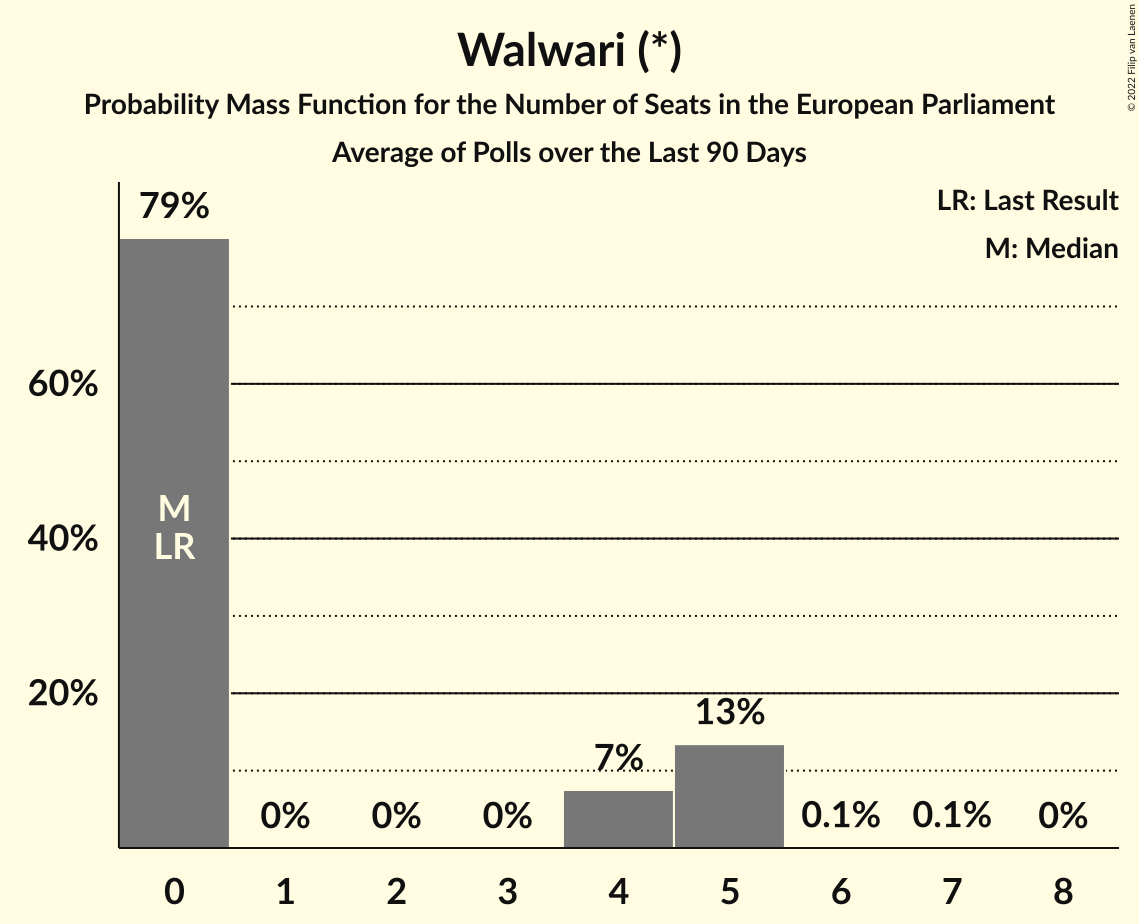 Walwari (*)
Probability Mass Function for the Number of Seats in the European Parliament
Average of Polls over the Last 90 Days
© 2022 Filip van Laenen
LR: Last Result
M: Median
79%
60%
40%
20%
M
LR
0%
0%
0%
7%
13%
0.1%
0.1%
0%
0 1 2 3 4 5 6 7 8